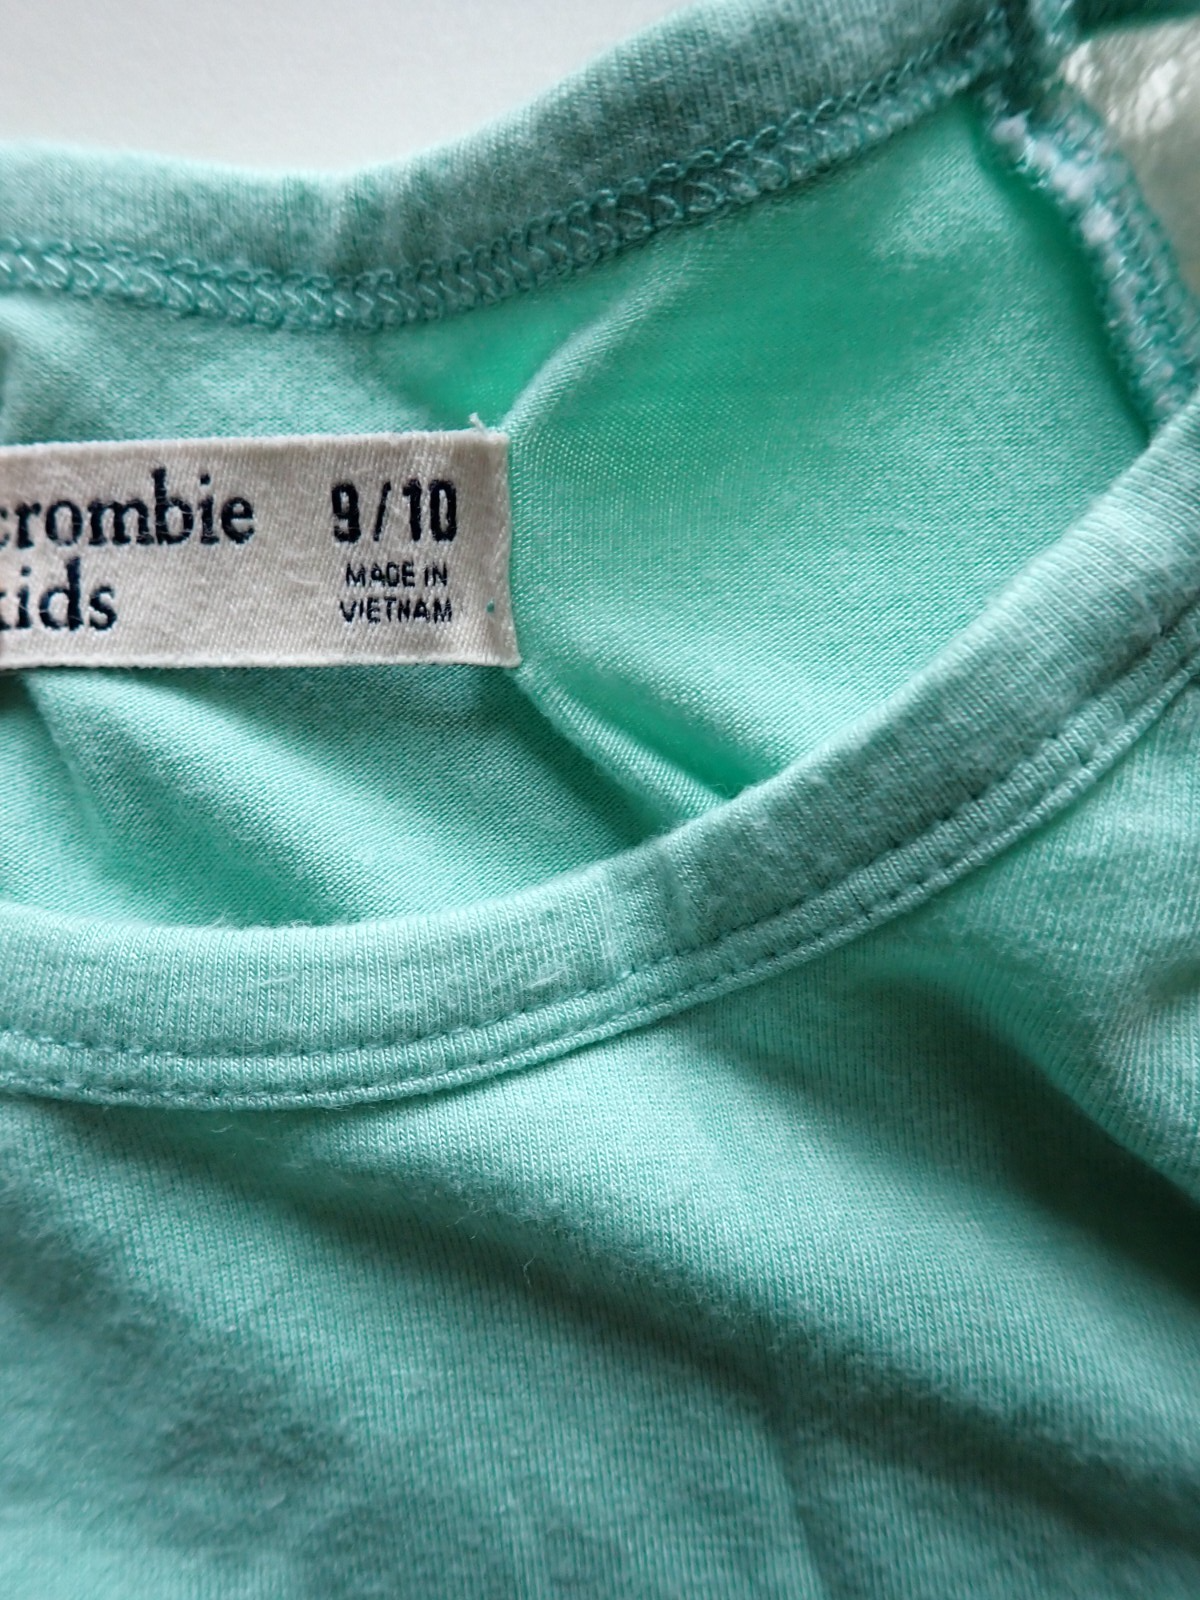 crombie
kids
9/10
MADE IN
VIETNAM